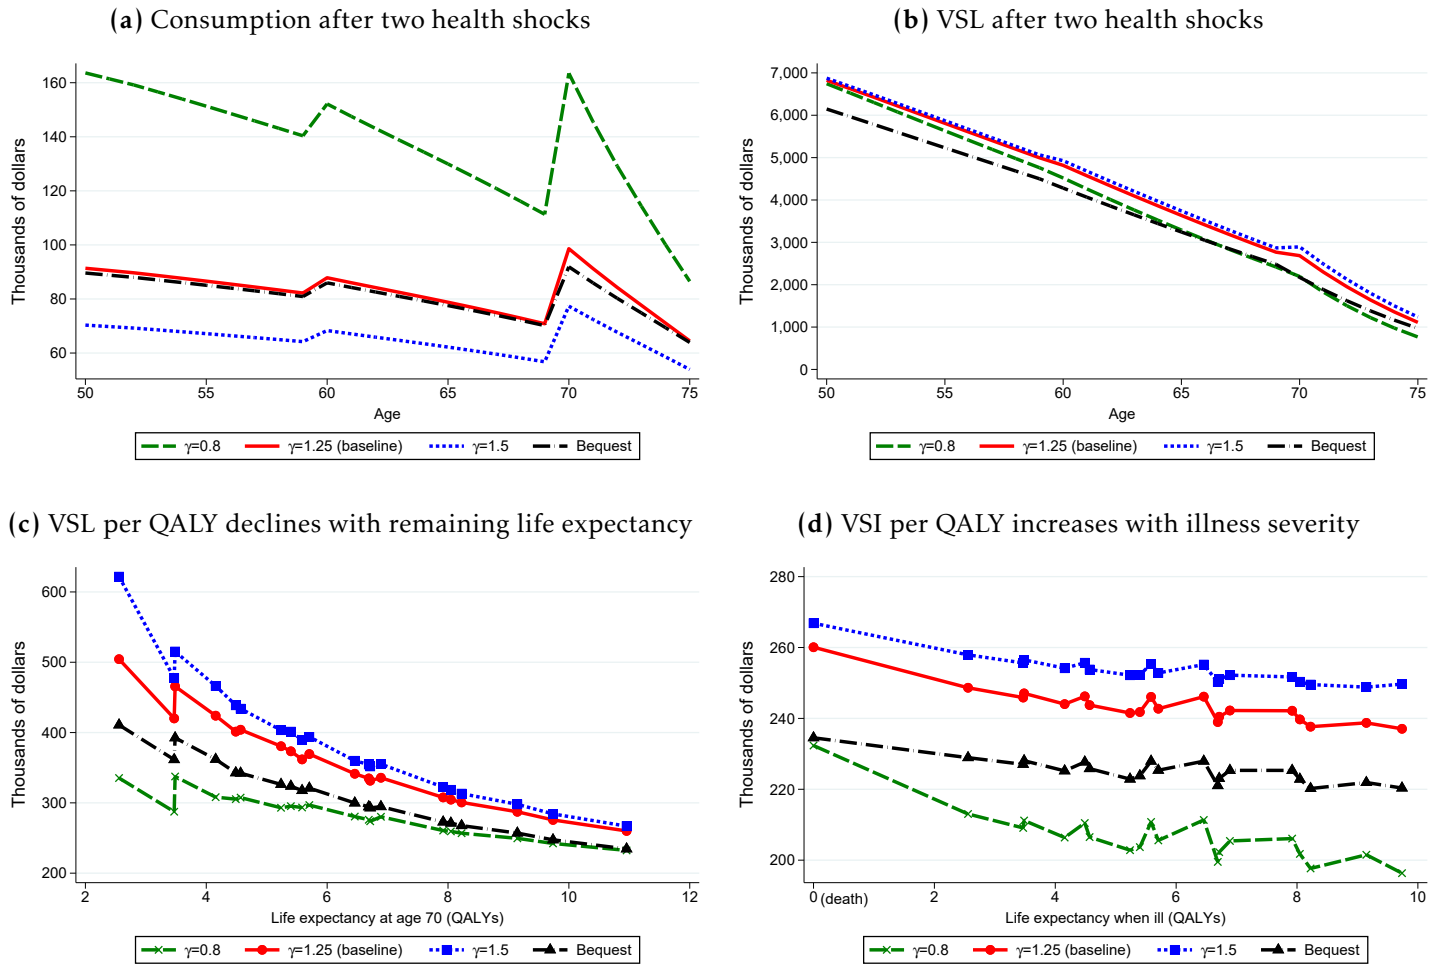 (a) Consumption after two health shocks
Thousands of dollars
160
140
120
100
80
60
50 55 60 65 70 75
Age
γ=0.8 γ=1.25 (baseline) γ=1.5 Bequest
(b) VSL after two health shocks
Thousands of dollars
7,000
6,000
5,000
4,000
3,000
2,000
1,000
0
50 55 60 65 70 75
Age
γ=0.8 γ=1.25 (baseline) γ=1.5 Bequest
(c) VSL per QALY declines with remaining life expectancy
Thousands of dollars
600
500
400
300
200
2 4 6 8 10 12
Life expectancy at age 70 (QALYs)
γ=0.8 γ=1.25 (baseline) γ=1.5 Bequest
(d) VSI per QALY increases with illness severity
Thousands of dollars
280
260
240
220
200
0 (death) 2 4 6 8 10
Life expectancy when ill (QALYs)
γ=0.8 γ=1.25 (baseline) γ=1.5 Bequest